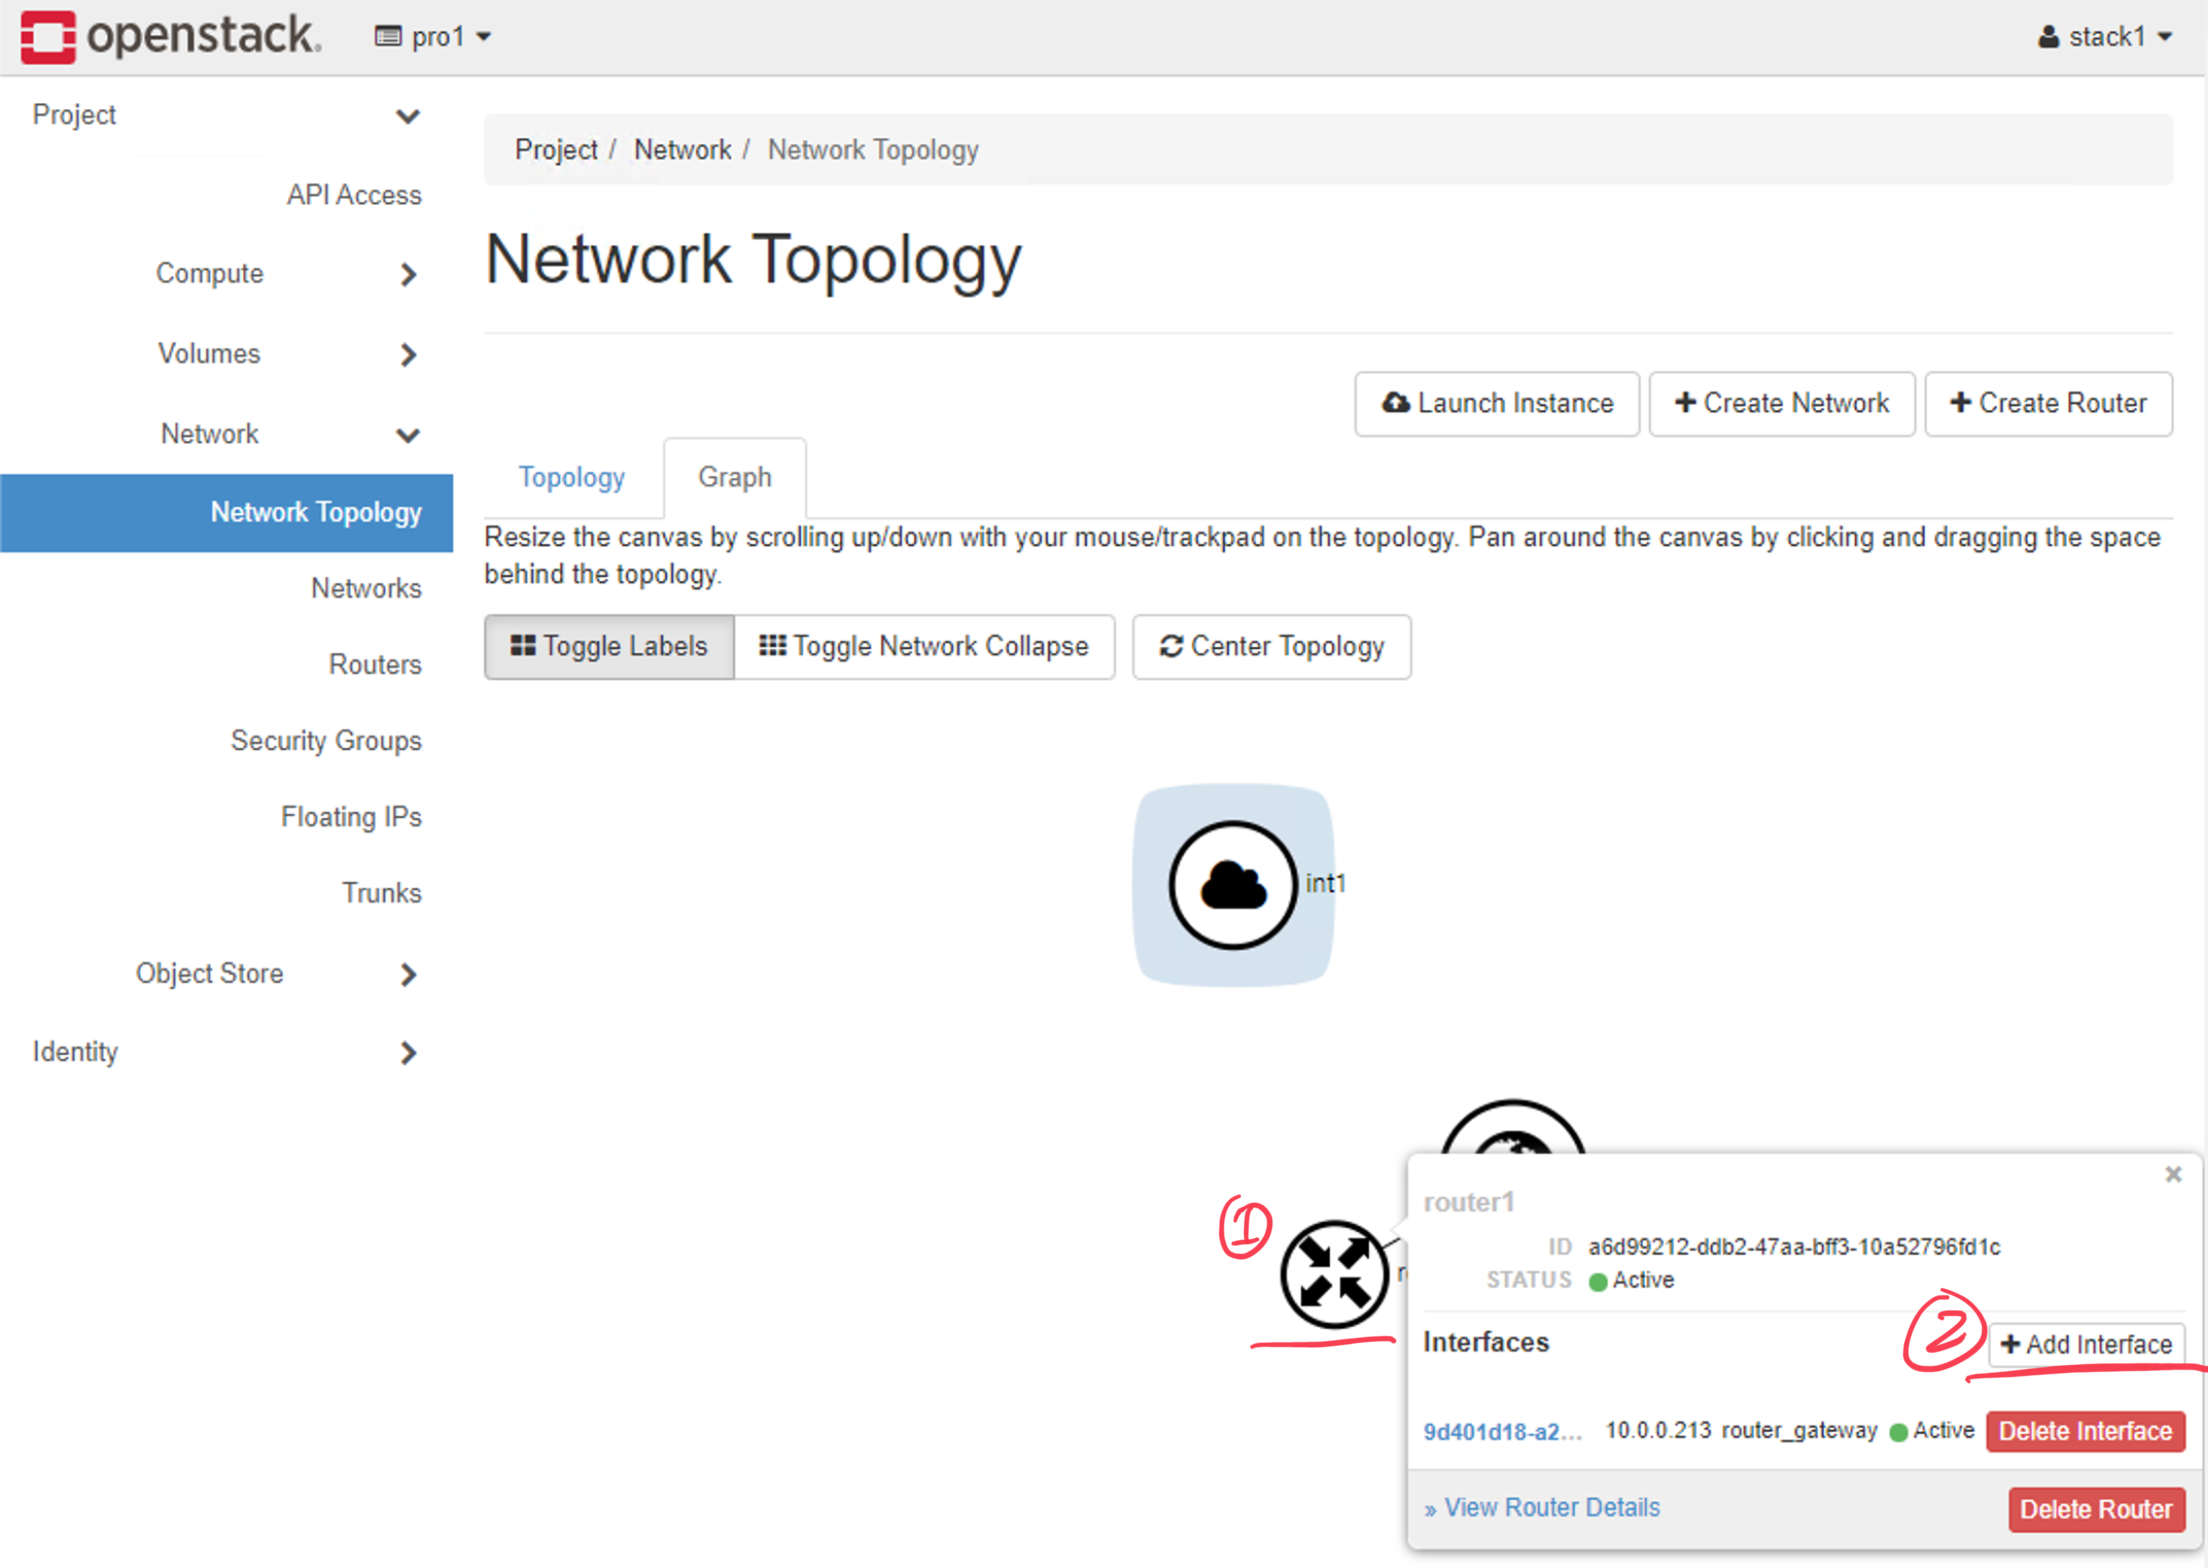 openstack.
pro1
stack1
Project
API Access
Compute
Volumes
Network
Network Topology
Networks
Routers
Security Groups
Floating IPs
Trunks
Object Store
Identity
Project / Network / Network Topology
Network Topology
Launch Instance
+ Create Network
+ Create Router
Topology
Graph
Resize the canvas by scrolling up/down with your mouse/trackpad on the topology. Pan around the canvas by clicking and dragging the space
behind the topology.
Toggle Labels
Toggle Network Collapse
Center Topology
int1
1
r
router1
×
ID a6d99212-ddb2-47aa-bff3-10a52796fd1c
STATUS Active
Interfaces
2
+ Add Interface
9d401d18-a2... 10.0.0.213 router_gateway Active Delete Interface
» View Router Details
Delete Router